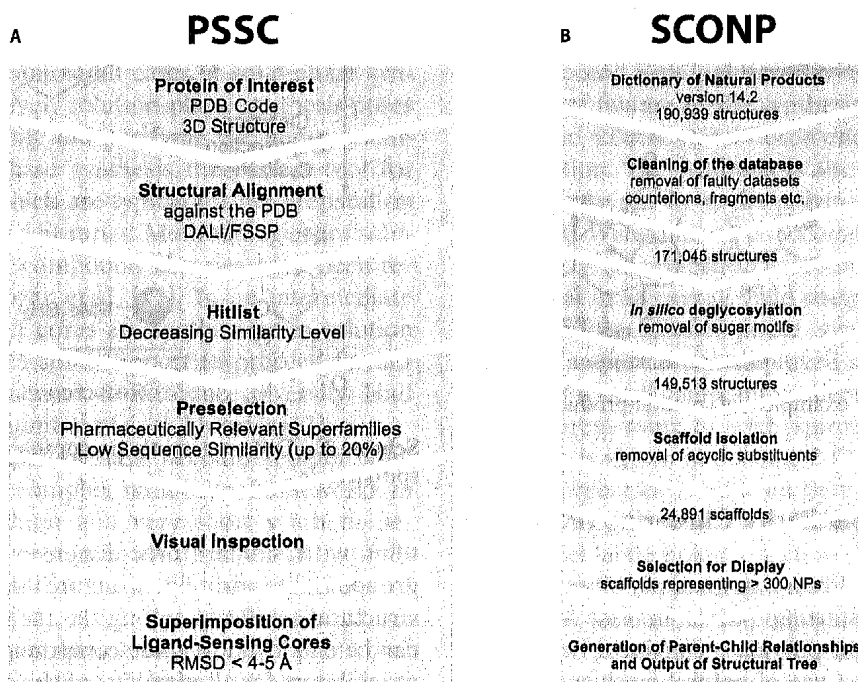 A
PSSC
Protein of Interest
PDB Code
3D Structure
Structural Alignment
against the PDB
DALI/FSSP
Hitlist
Decreasing Similarity Level
Preselection
Pharmaceutically Relevant Superfamilies
Low Sequence Similarity (up to 20%)
Visual Inspection
Superimposition of
Ligand-Sensing Cores
RMSD < 4-5 Å
B
SCONP
Dictionary of Natural Products
version 14.2
190,939 structures
Cleaning of the database
removal of faulty datasets
counterions, fragments etc.
171,045 structures
In silico deglycosylation
removal of sugar motifs
149,513 structures
Scaffold Isolation
removal of acyclic substituents
24,891 scaffolds
Selection for Display
scaffolds representing > 300 NPs
Generation of Parent-Child Relationships
and Output of Structural Tree